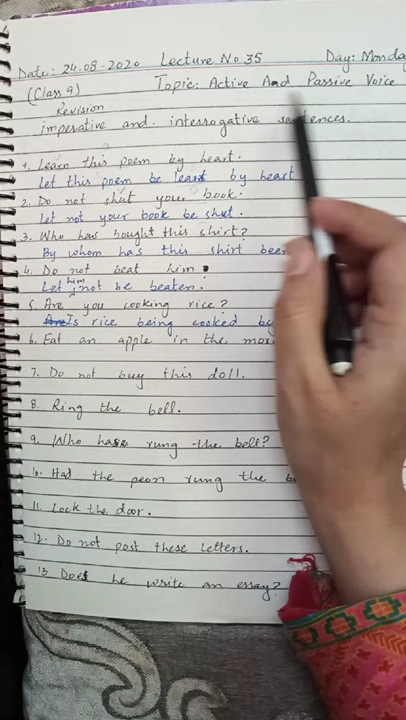 Date: 24.08-2020 Lecture No 35 Day: Monday
(Class 9) Topic: Active And Passive Voice
Revision
imperative and interrogative sentences.
1. Learn this poem by heart.
Let this poem be learnt by heart
2. Do not shut your book.
Let not your book be shut.
3. Who has bought this shirt?
By whom has this shirt been
4. Do not beat him.
Let him not be beaten.
5. Are you cooking rice?
Is rice being cooked by
6. Eat an apple in the
7. Do not buy this doll.
8. Ring the bell.
9. Who has rung the bell?
10. Had the peon rung the
11. Lock the door.
12. Do not post these letters.
13 Does he write an essay?